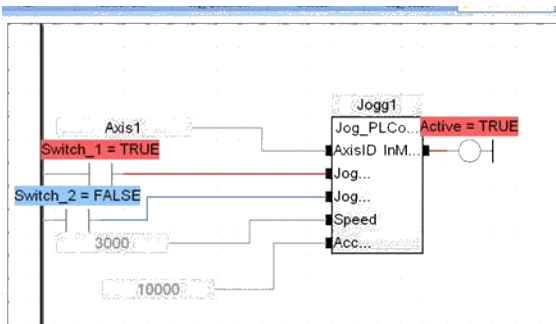 Jogg1
Axis1
Jog_PLCo...
Active = TRUE
Switch_1 = TRUE
AxisID InM...
Jog...
Switch_2 = FALSE
Jog...
Speed
3000
Acc...
10000